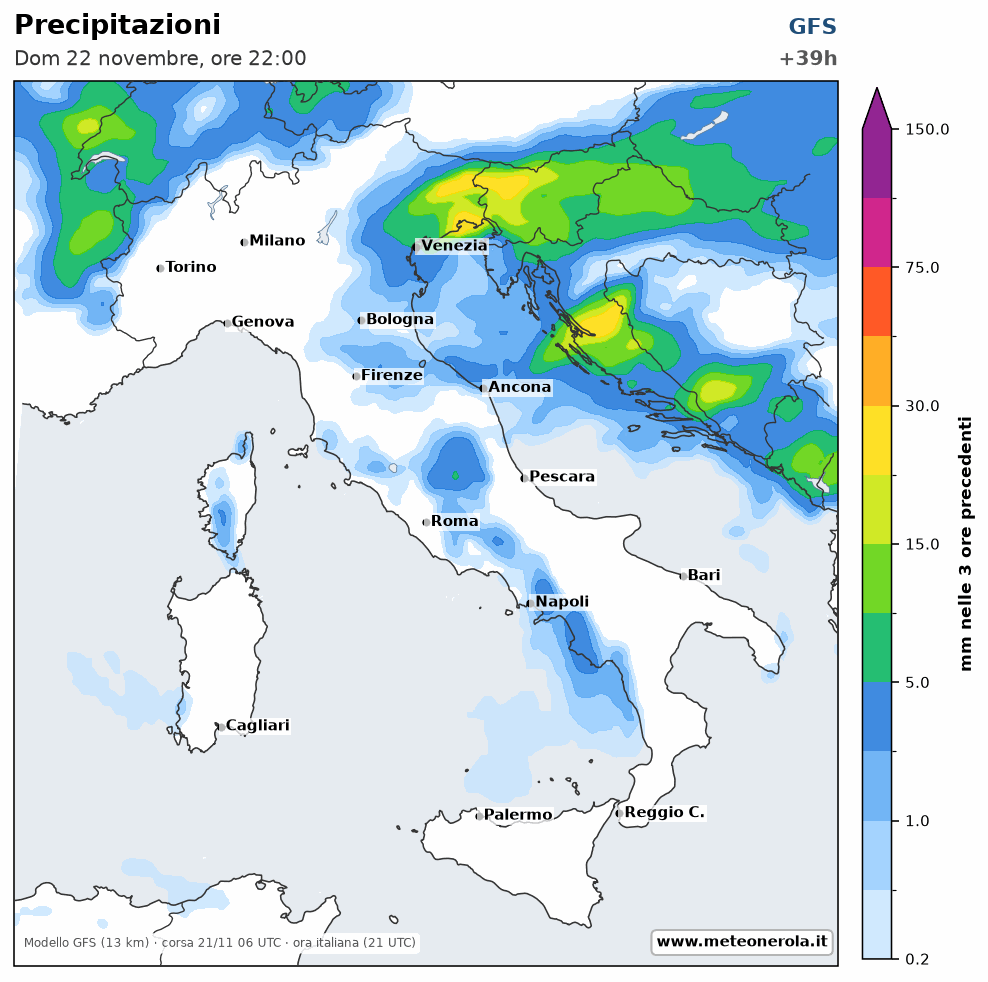 Precipitazioni
GFS
Dom 22 novembre, ore 22:00
+39h
150.0
75.0
30.0
15.0
5.0
1.0
0.2
mm nelle 3 ore precedenti
Milano
Venezia
Torino
Bologna
Genova
Firenze
Ancona
Pescara
Roma
Bari
Napoli
Cagliari
Reggio C.
Palermo
Modello GFS (13 km) · corsa 21/11 06 UTC · ora italiana (21 UTC)
www.meteonerola.it